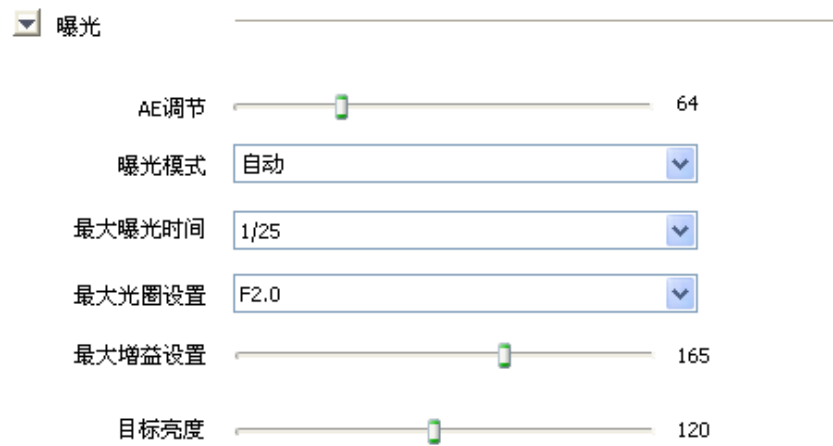 曝光
AE调节 64
曝光模式 自动
最大曝光时间 1/25
最大光圈设置 F2.0
最大增益设置 165
目标亮度 120